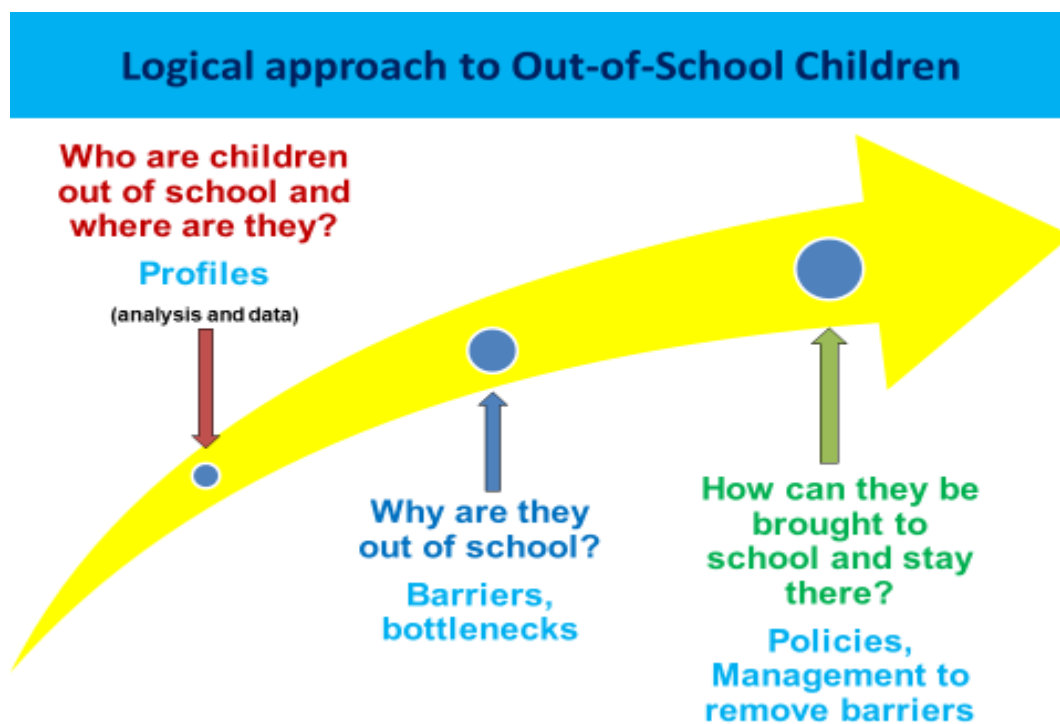 Logical approach to Out-of-School Children
Who are children
out of school and
where are they?
Profiles
(analysis and data)
Why are they
out of school?
Barriers,
bottlenecks
How can they be
brought to
school and stay
there?
Policies,
Management to
remove barriers